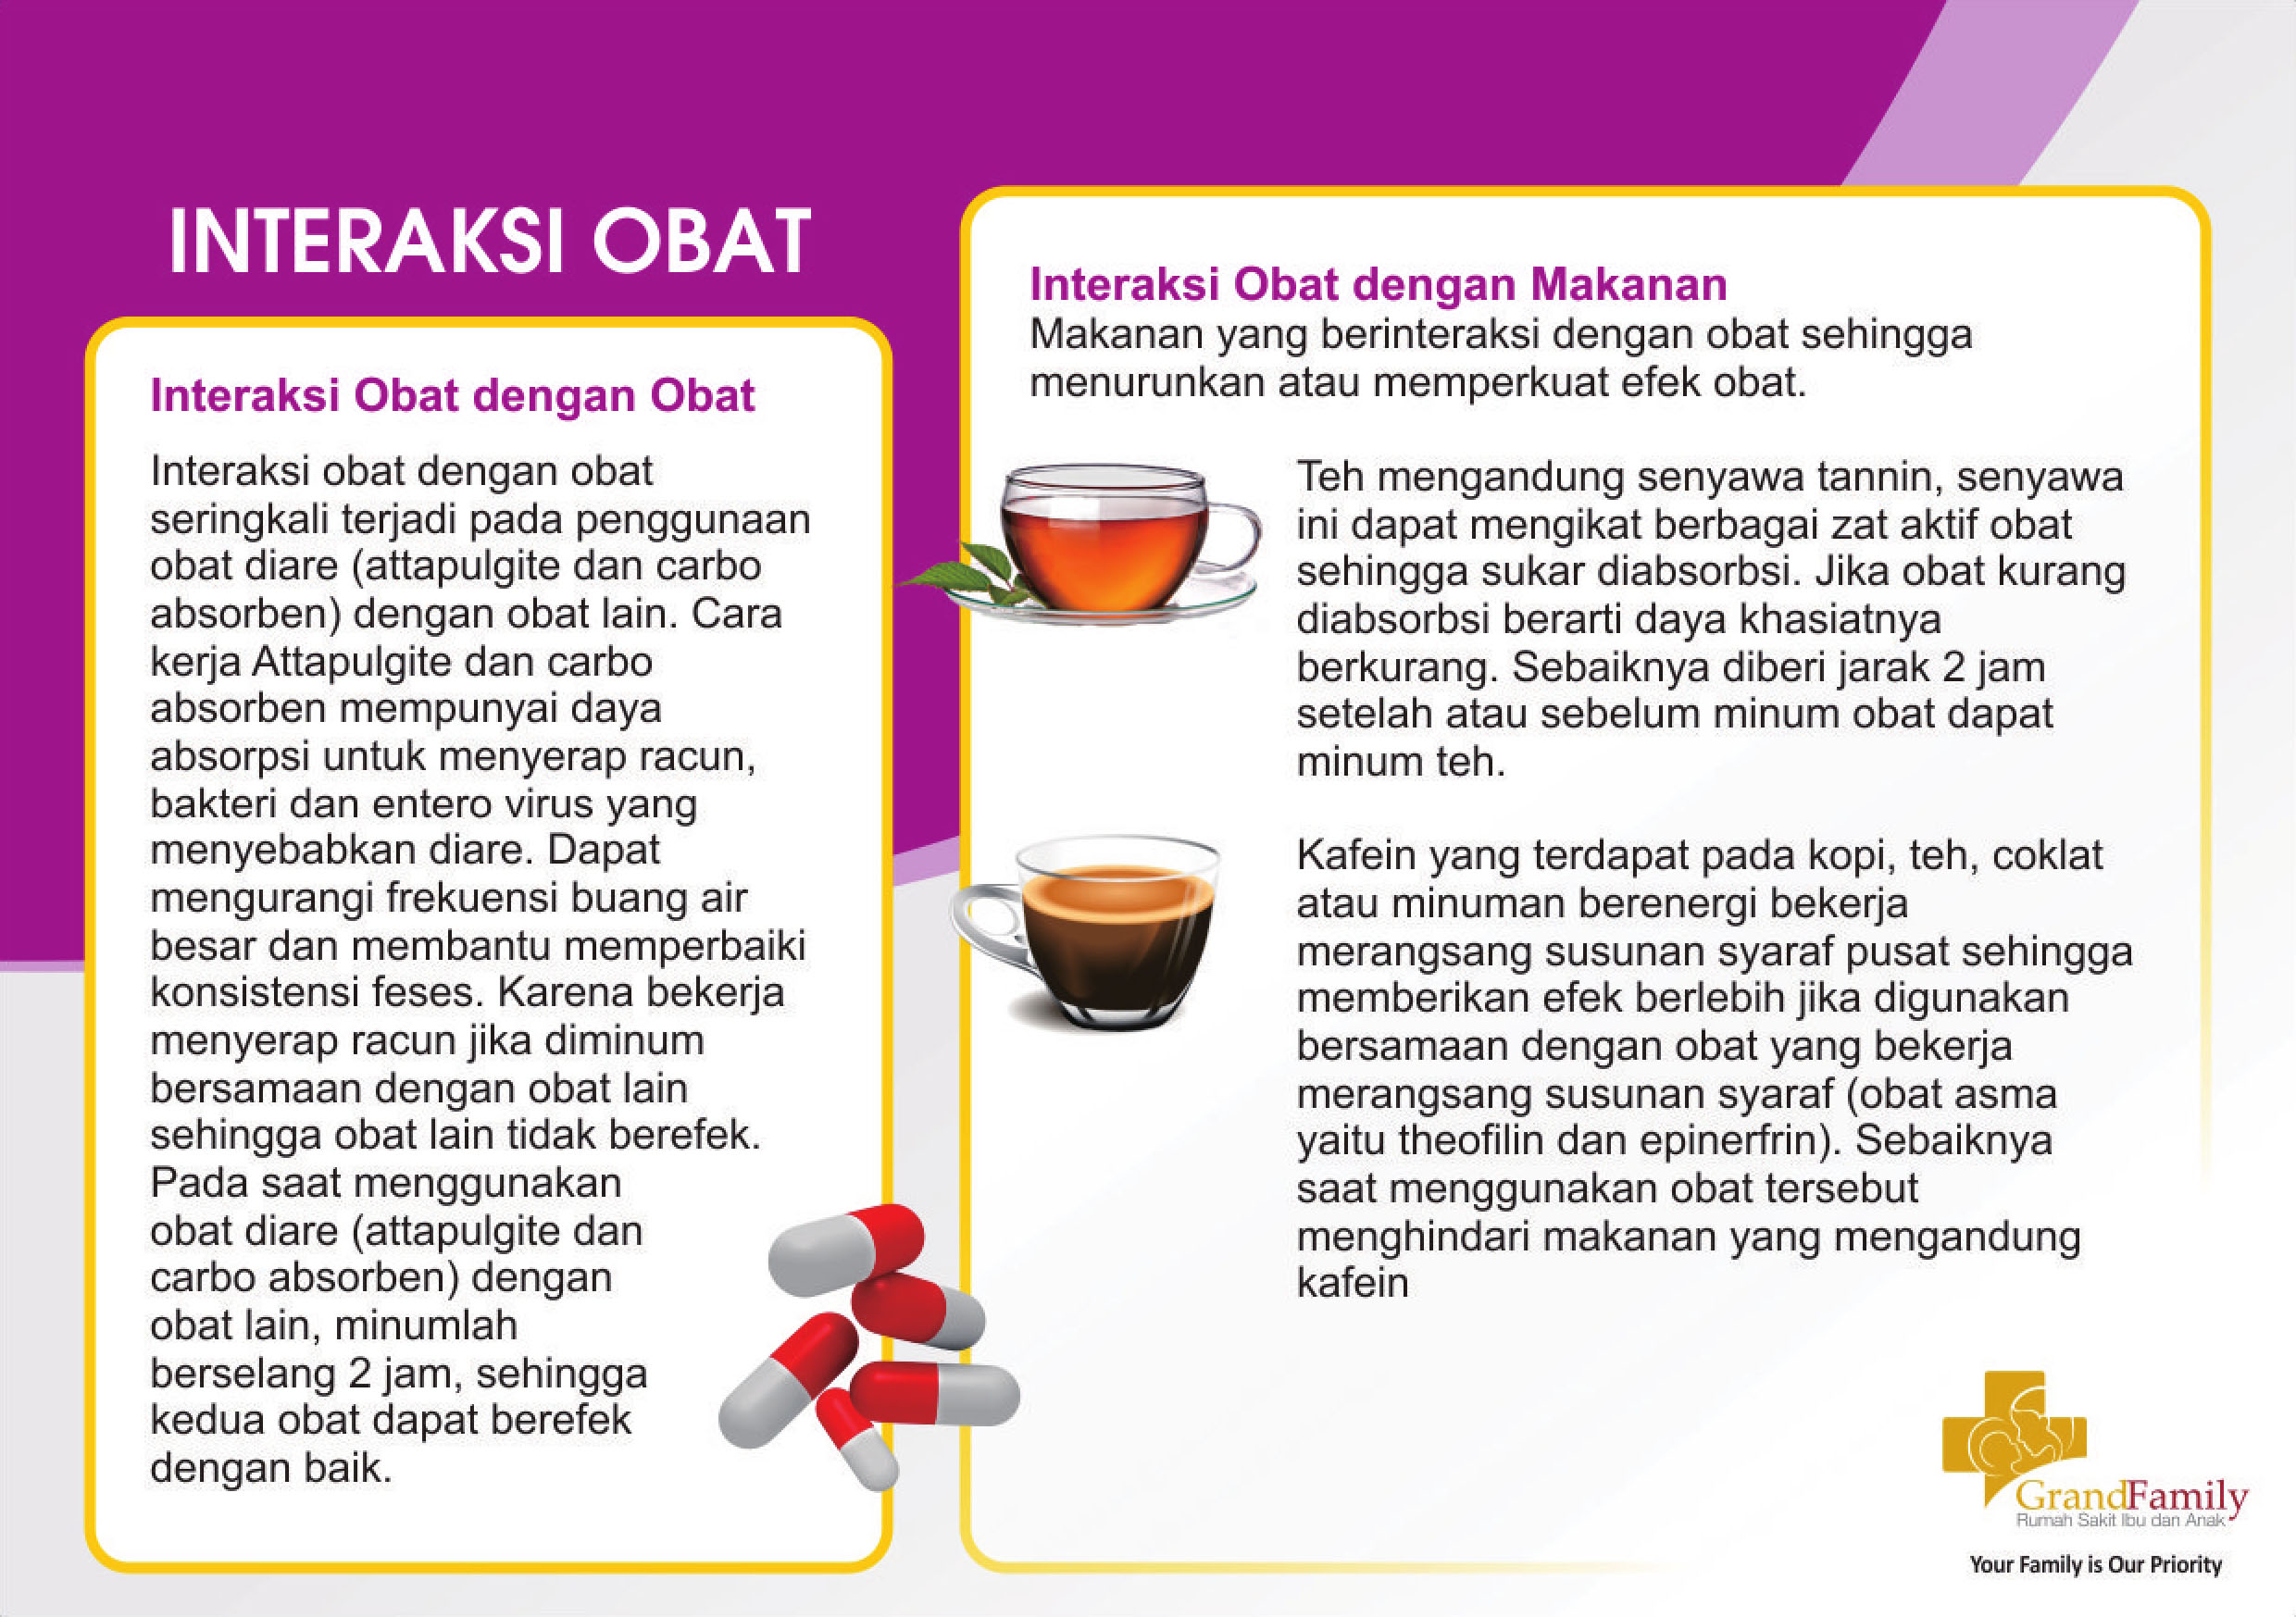 INTERAKSI OBAT
Interaksi Obat dengan Obat
Interaksi obat dengan obat
seringkali terjadi pada penggunaan
obat diare (attapulgite dan carbo
absorben) dengan obat lain. Cara
kerja Attapulgite dan carbo
absorben mempunyai daya
absorpsi untuk menyerap racun,
bakteri dan entero virus yang
menyebabkan diare. Dapat
mengurangi frekuensi buang air
besar dan membantu memperbaiki
konsistensi feses. Karena bekerja
menyerap racun jika diminum
bersamaan dengan obat lain
sehingga obat lain tidak berefek.
Pada saat menggunakan
obat diare (attapulgite dan
carbo absorben) dengan
obat lain, minumlah
berselang 2 jam, sehingga
kedua obat dapat berefek
dengan baik.
Interaksi Obat dengan Makanan
Makanan yang berinteraksi dengan obat sehingga
menurunkan atau memperkuat efek obat.
Teh mengandung senyawa tannin, senyawa
ini dapat mengikat berbagai zat aktif obat
sehingga sukar diabsorbsi. Jika obat kurang
diabsorbsi berarti daya khasiatnya
berkurang. Sebaiknya diberi jarak 2 jam
setelah atau sebelum minum obat dapat
minum teh.
Kafein yang terdapat pada kopi, teh, coklat
atau minuman berenergi bekerja
merangsang susunan syaraf pusat sehingga
memberikan efek berlebih jika digunakan
bersamaan dengan obat yang bekerja
merangsang susunan syaraf (obat asma
yaitu theofilin dan epinerfrin). Sebaiknya
saat menggunakan obat tersebut
menghindari makanan yang mengandung
kafein
GrandFamily
Rumah Sakit Ibu dan Anak
Your Family is Our Priority